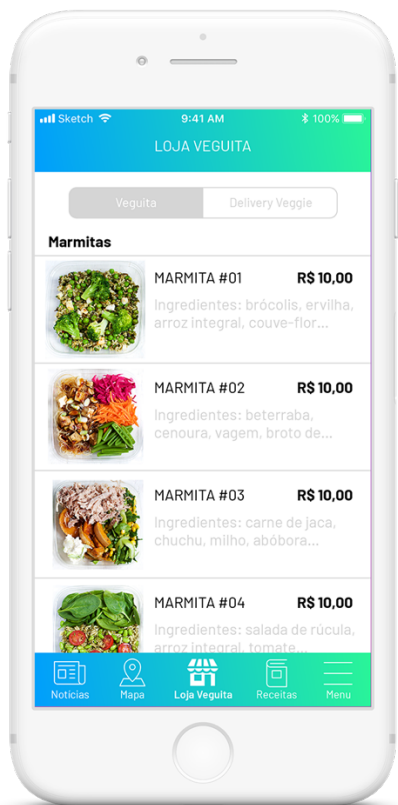 Sketch 9:41 AM 100%
LOJA VEGUITA
Veguita Delivery Veggie
Marmitas
MARMITA #01 R$ 10,00
Ingredientes: brócolis, ervilha,
arroz integral, couve-flor...
MARMITA #02 R$ 10,00
Ingredientes: beterraba,
cenoura, vagem, broto de...
MARMITA #03 R$ 10,00
Ingredientes: carne de jaca,
chuchu, milho, abóbora...
MARMITA #04 R$ 10,00
Ingredientes: salada de rúcula,
arroz integral, tomate...
Notícias Mapa Loja Veguita Receitas Menu